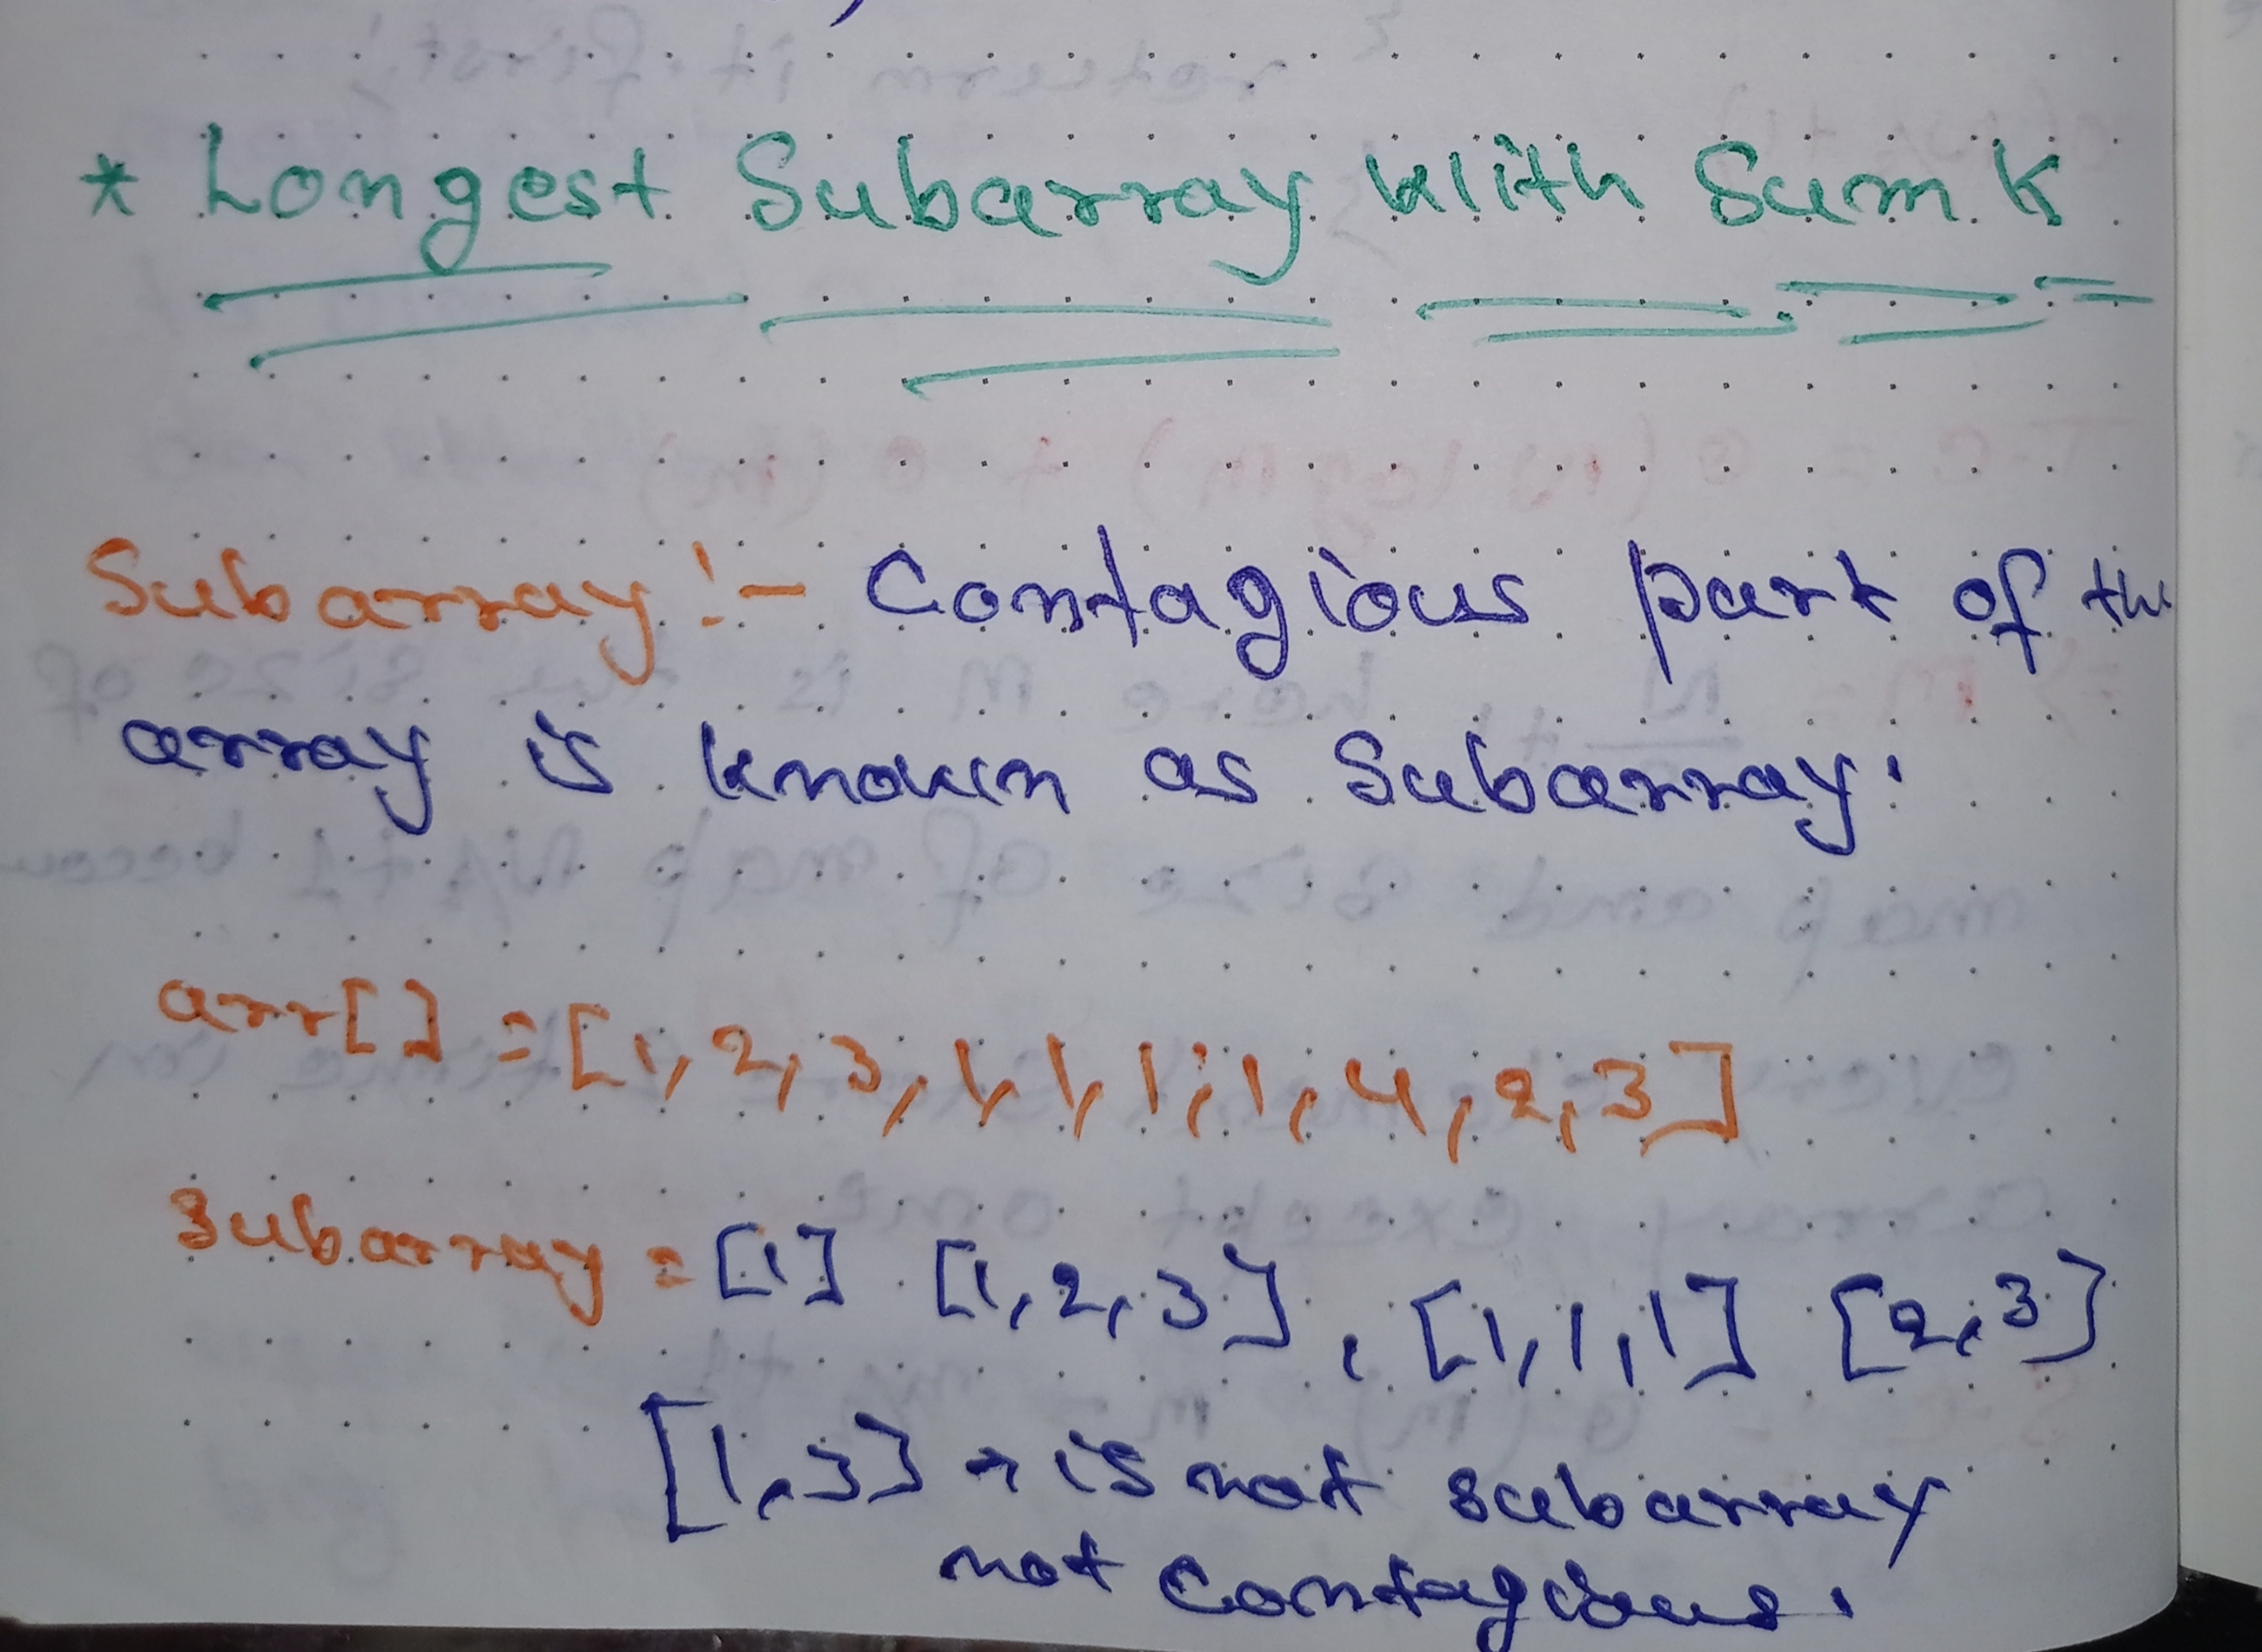 * Longest Subarray With Sum K
Subarray :- Contagious part of the
array is known as Subarray.
arr[] = [1, 2, 3, 1, 1, 1, 1, 4, 2, 3]
Subarray = [1] [1, 2, 3], [1, 1, 1] [2, 3]
[1, 3] → is not subarray
not Contagious.